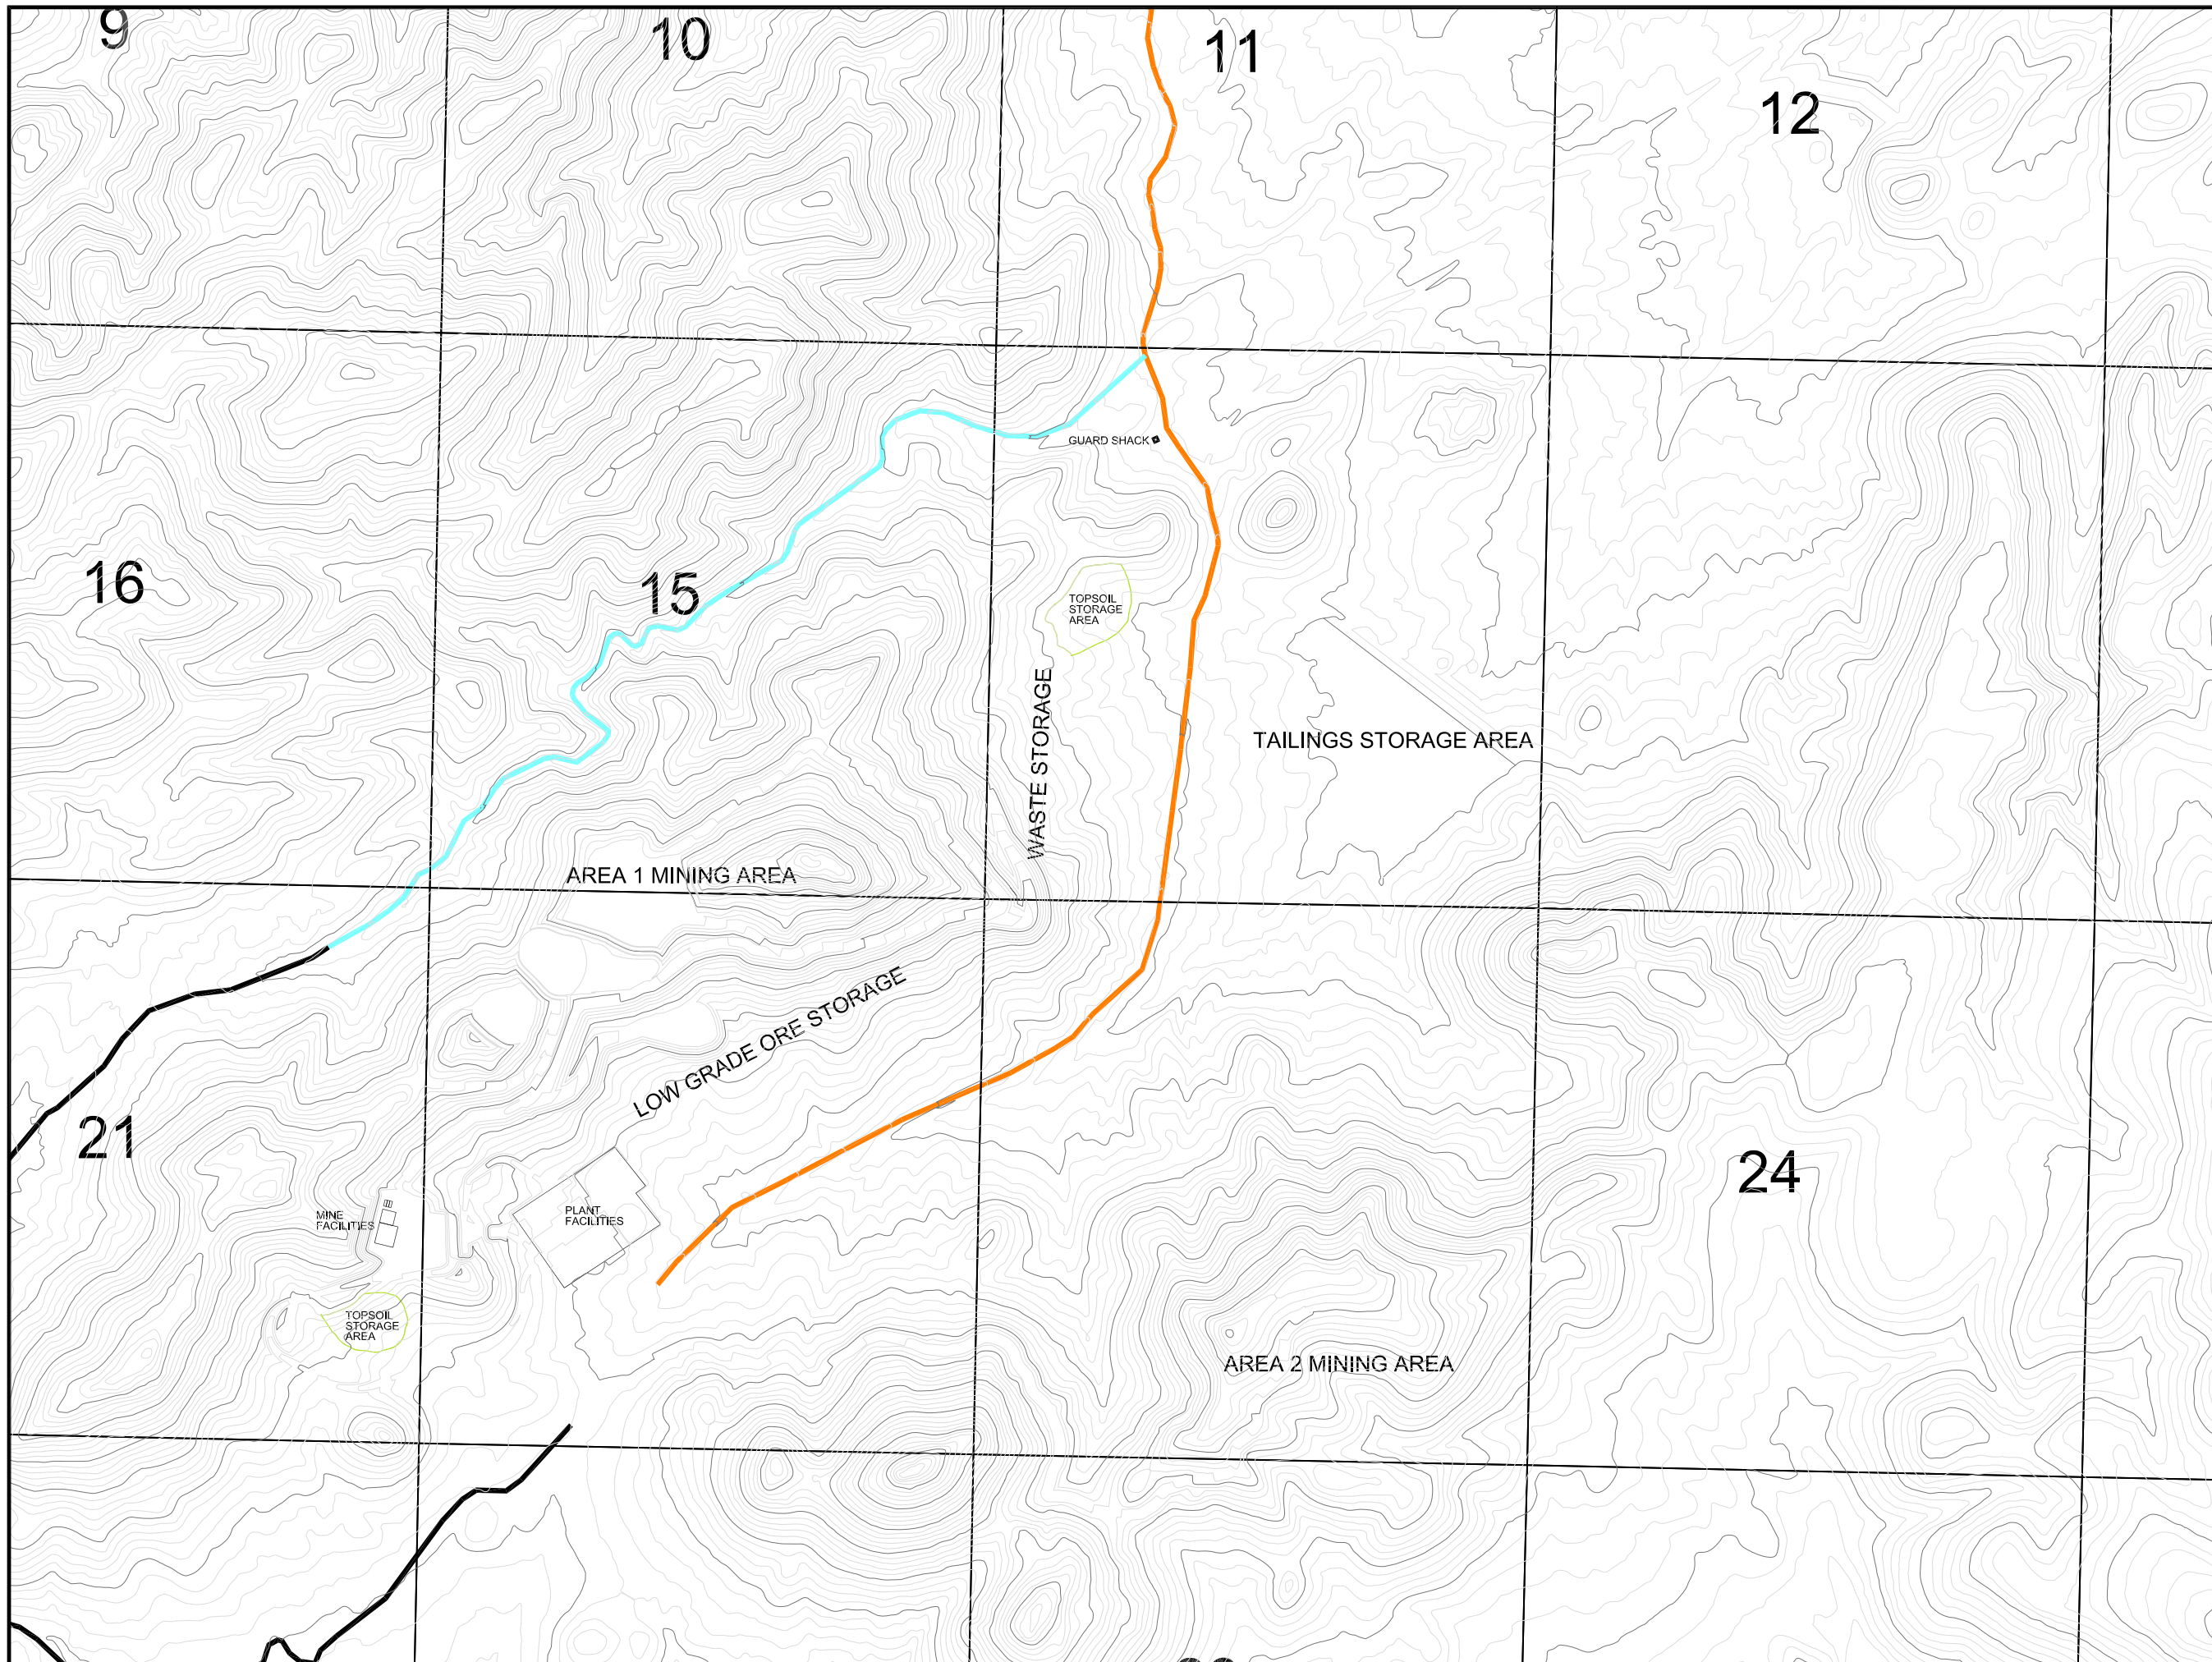 9
10
11
12
GUARD SHACK
16
15
TOPSOIL
STORAGE
AREA
WASTE STORAGE
TAILINGS STORAGE AREA
AREA 1 MINING AREA
LOW GRADE ORE STORAGE
21
24
MINE
FACILITIES
PLANT
FACILITIES
TOPSOIL
STORAGE
AREA
AREA 2 MINING AREA